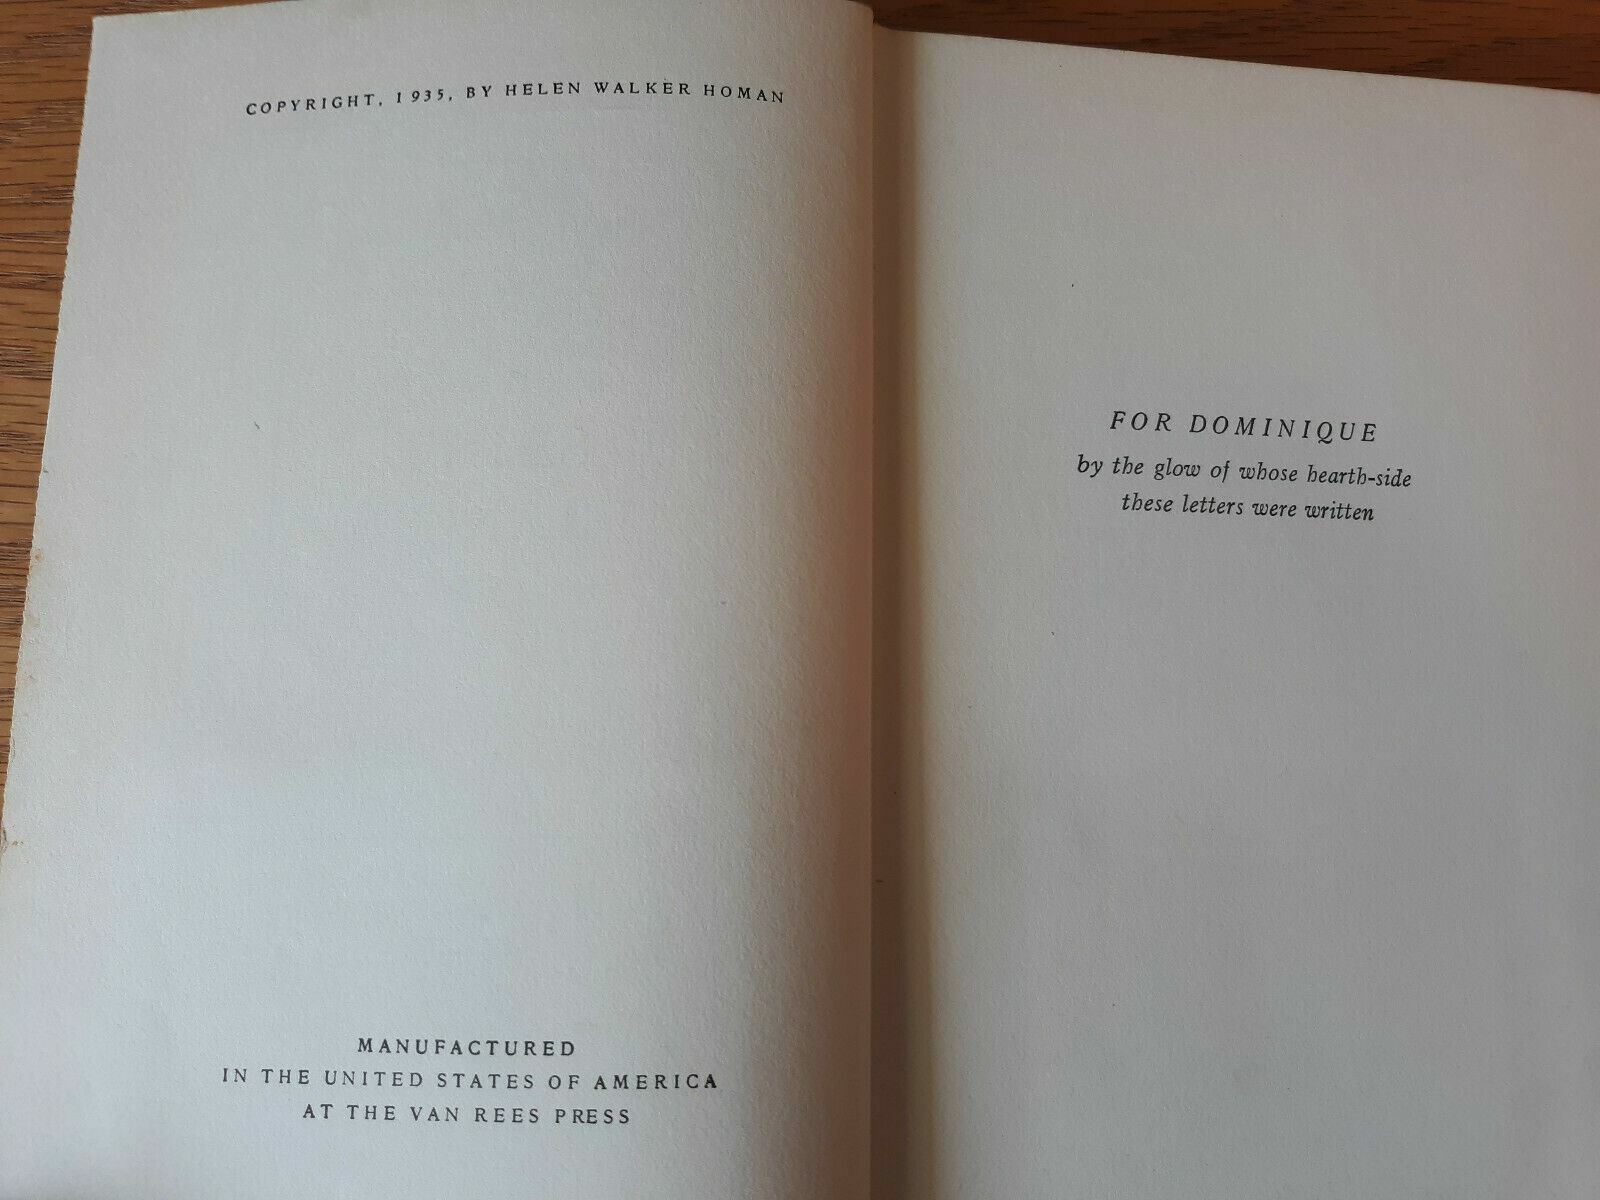 COPYRIGHT, 1935, BY HELEN WALKER HOMAN
MANUFACTURED
IN THE UNITED STATES OF AMERICA
AT THE VAN REES PRESS
FOR DOMINIQUE
by the glow of whose hearth-side
these letters were written